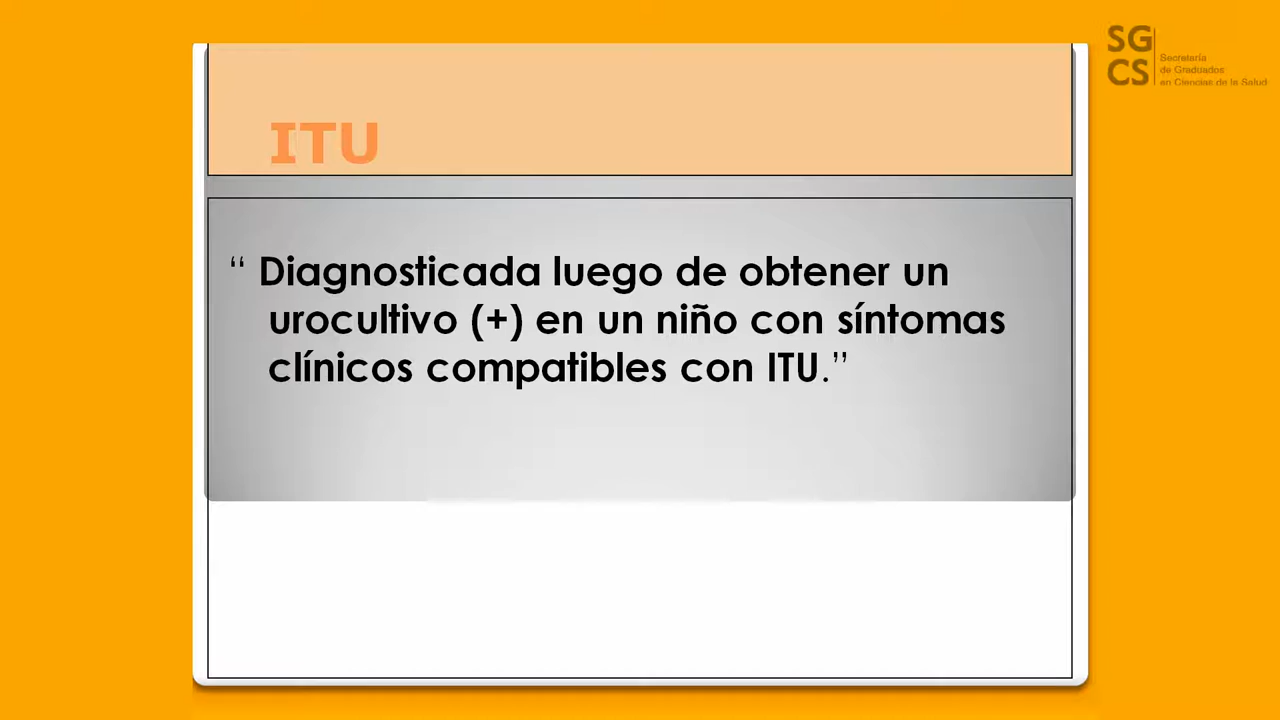 SG
CS
Secretaría
de Graduados
en Ciencias de la Salud
ITU
“ Diagnosticada luego de obtener un
urocultivo (+) en un niño con síntomas
clínicos compatibles con ITU.”